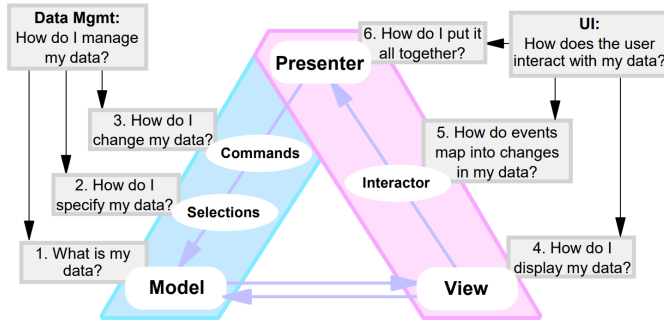 Data Mgmt:
How do I manage
my data?
6. How do I put it
all together?
UI:
How does the user
interact with my data?
Presenter
3. How do I
change my data?
Commands
5. How do events
map into changes
in my data?
2. How do I
specify my data?
Interactor
Selections
1. What is my
data?
4. How do I
display my data?
Model
View